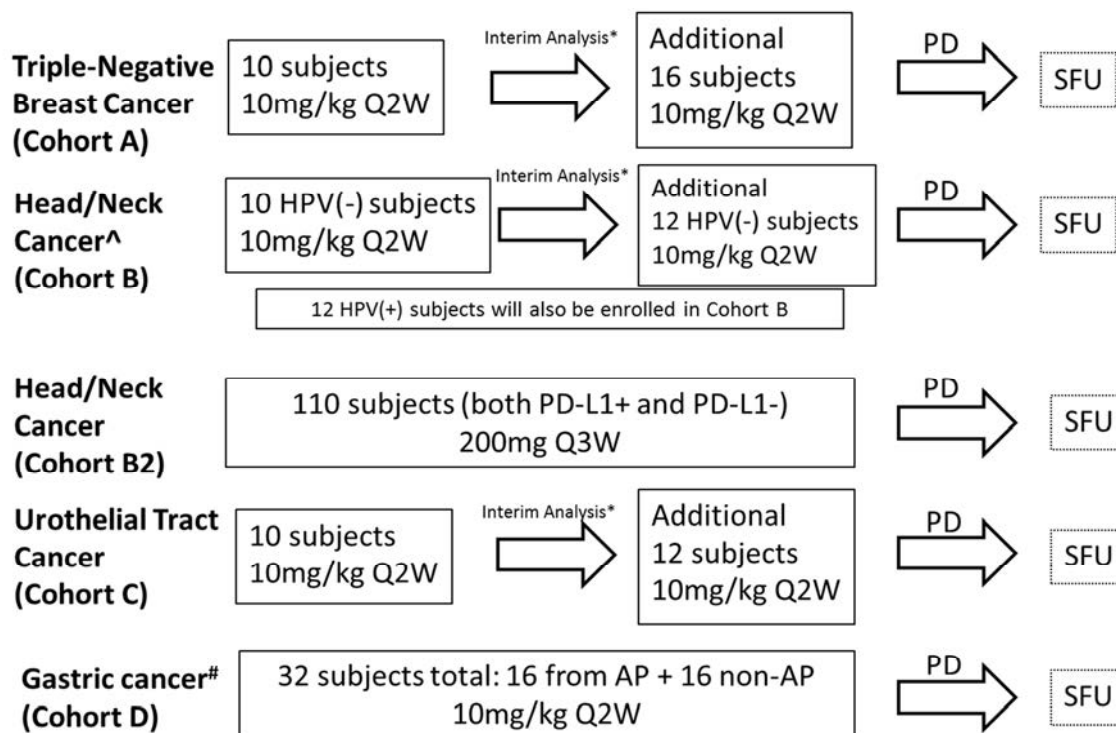 Triple-Negative
Breast Cancer
(Cohort A)
10 subjects
10mg/kg Q2W
Interim Analysis*
Additional
16 subjects
10mg/kg Q2W
PD
SFU
Head/Neck
Cancer^
(Cohort B)
10 HPV(-) subjects
10mg/kg Q2W
Interim Analysis*
Additional
12 HPV(-) subjects
10mg/kg Q2W
PD
SFU
12 HPV(+) subjects will also be enrolled in Cohort B
Head/Neck
Cancer
(Cohort B2)
110 subjects (both PD-L1+ and PD-L1-)
200mg Q3W
PD
SFU
Urothelial Tract
Cancer
(Cohort C)
10 subjects
10mg/kg Q2W
Interim Analysis*
Additional
12 subjects
10mg/kg Q2W
PD
SFU
Gastric cancer#
(Cohort D)
32 subjects total: 16 from AP + 16 non-AP
10mg/kg Q2W
PD
SFU